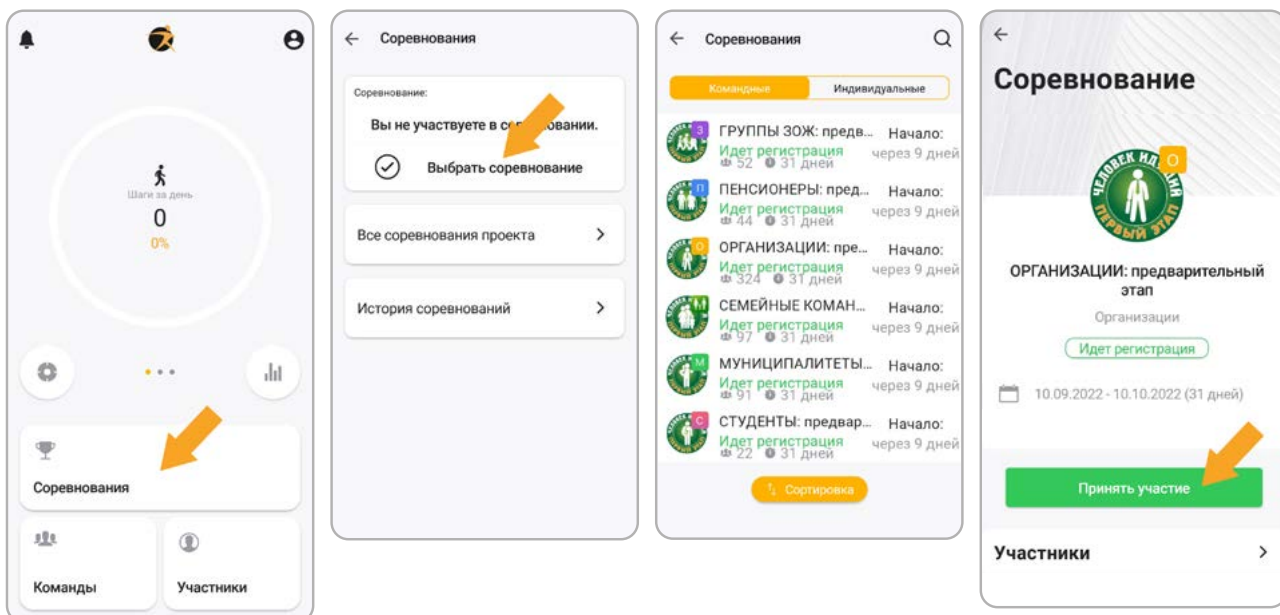 Шаги за день
0
0%
Соревнования
Команды
Участники
Соревнования
Соревнование:
Вы не участвуете в
Выбрать соревнование
Все соревнования проекта
История соревнований
Соревнования
Командные
Индивидуальные
З
ГРУППЫ ЗОЖ: предв...
Начало:
Идет регистрация
через 9 дней
52 31 дней
П
ПЕНСИОНЕРЫ: пред...
Начало:
Идет регистрация
через 9 дней
44 31 дней
О
ОРГАНИЗАЦИИ: пре...
Начало:
Идет регистрация
через 9 дней
324 31 дней
СЕМЕЙНЫЕ КОМАН...
Начало:
Идет регистрация
через 9 дней
97 31 дней
М
МУНИЦИПАЛИТЕТЫ...
Начало:
Идет регистрация
через 9 дней
91 31 дней
С
СТУДЕНТЫ: предвар...
Начало:
Идет регистрация
через 9 дней
22 31 дней
Сортировка
Соревнование
О
ЧЕЛОВЕК
ПЕРВЫЙ ЭТАП
ОРГАНИЗАЦИИ: предварительный
этап
Организации
Идет регистрация
10.09.2022 - 10.10.2022 (31 дней)
Принять участие
Участники